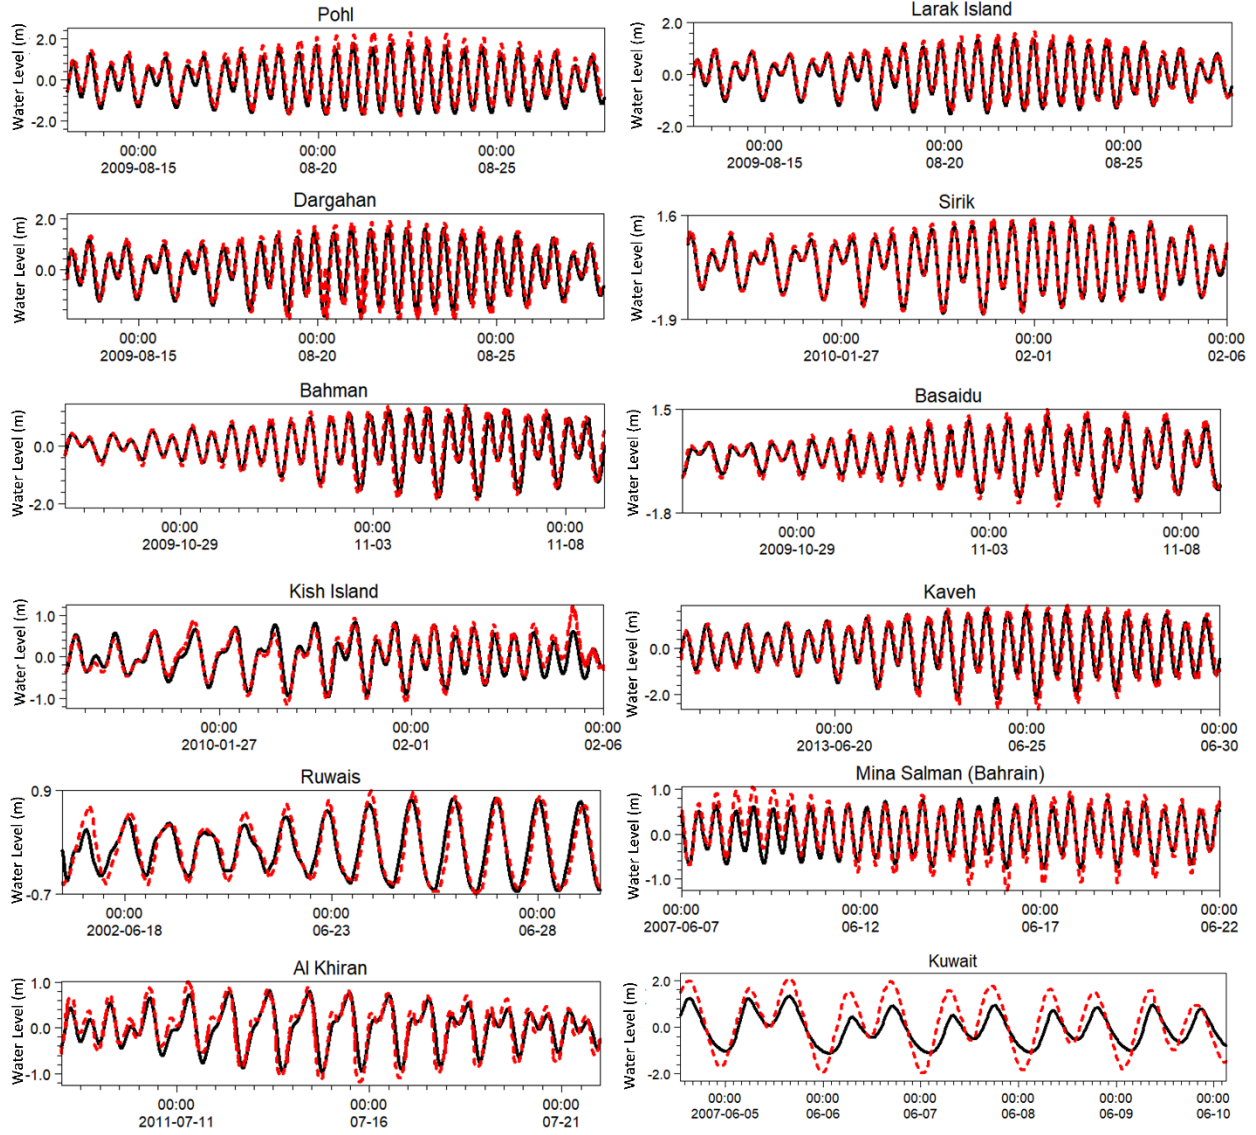 Pohl
Water Level (m)
2.0
0.0
-2.0
00:00 00:00 00:00
2009-08-15 08-20 08-25
Larak Island
Water Level (m)
2.0
0.0
2.0
00:00 00:00 00:00
2009-08-15 08-20 08-25
Dargahan
Water Level (m)
2.0
0.0
00:00 00:00 00:00
2009-08-15 08-20 08-25
Sirik
Water Level (m)
1.6
-1.9
00:00 00:00 00:00
2010-01-27 02-01 02-06
Bahman
Water Level (m)
0.0
-2.0
00:00 00:00 00:00
2009-10-29 11-03 11-08
Basaidu
Water Level (m)
1.5
-1.8
00:00 00:00 00:00
2009-10-29 11-03 11-08
Kish Island
Water Level (m)
1.0
0.0
-1.0
00:00 00:00 00:00
2010-01-27 02-01 02-06
Kaveh
Water Level (m)
0.0
-2.0
00:00 00:00 00:00
2013-06-20 06-25 06-30
Ruwais
Water Level (m)
0.9
-0.7
00:00 00:00 00:00
2002-06-18 06-23 06-28
Mina Salman (Bahrain)
Water Level (m)
1.0
0.0
-1.0
00:00 00:00 00:00 00:00
2007-06-07 06-12 06-17 06-22
Al Khiran
Water Level (m)
1.0
0.0
-1.0
00:00 00:00 00:00
2011-07-11 07-16 07-21
Kuwait
Water Level (m)
2.0
0.0
-2.0
00:00 00:00 00:00 00:00 00:00 00:00
2007-06-05 06-06 06-07 06-08 06-09 06-10